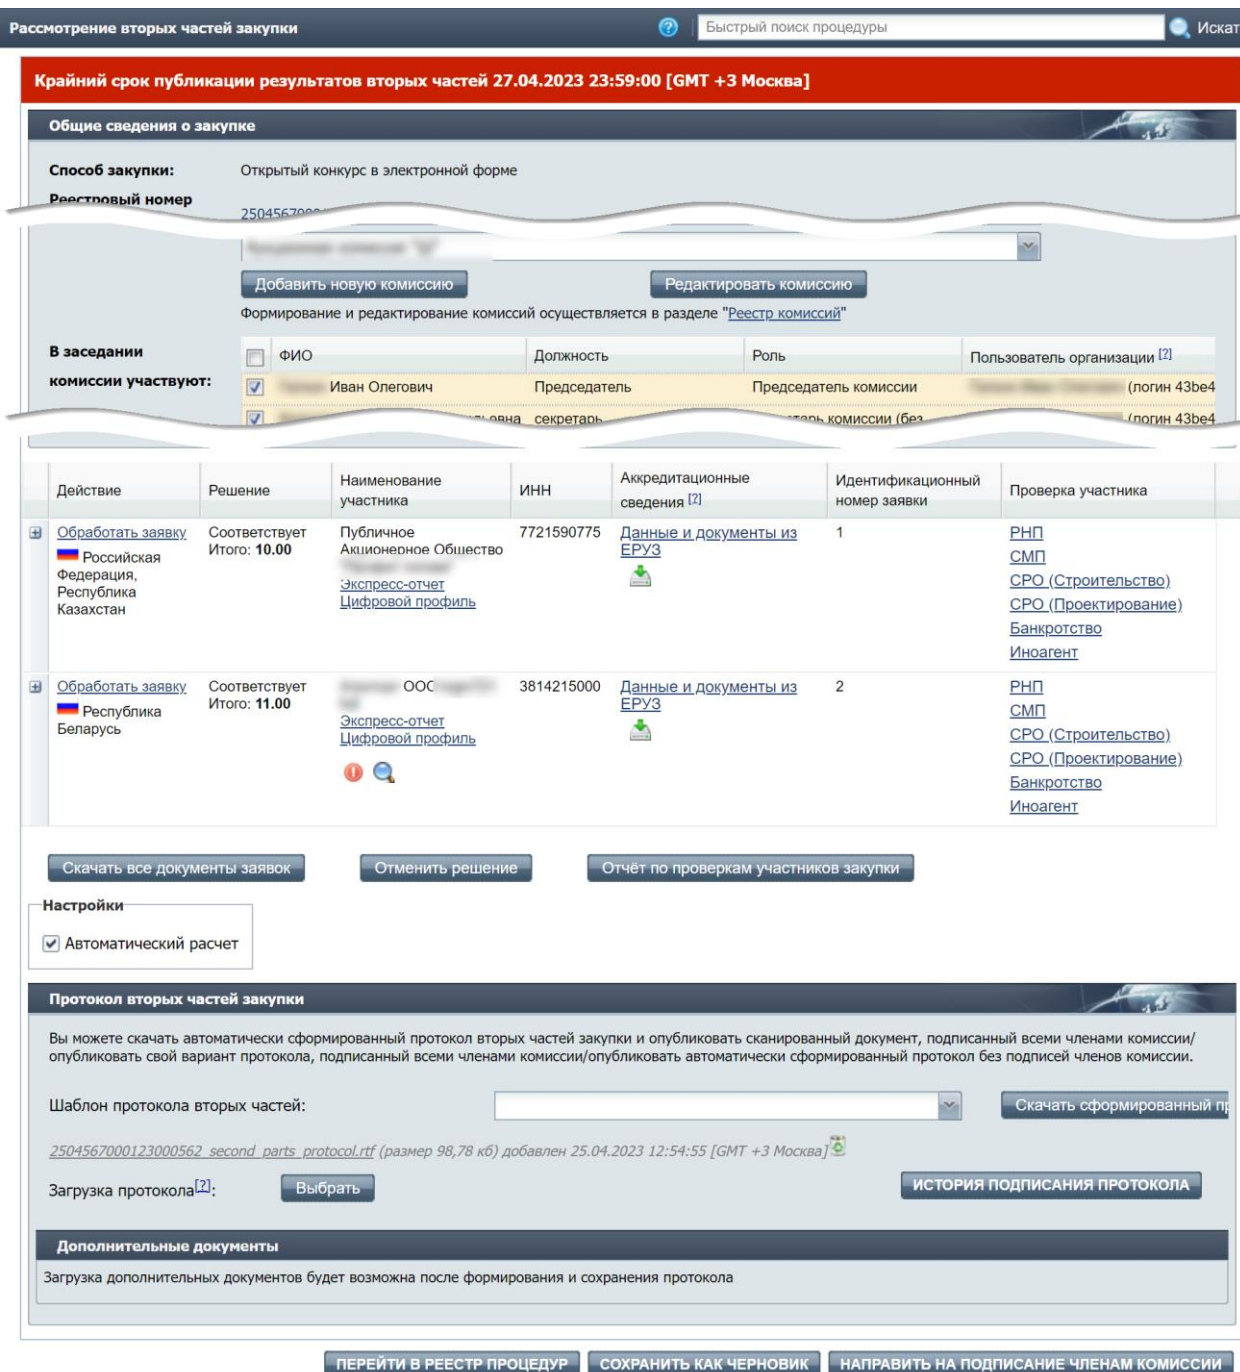 Рассмотрение вторых частей закупки
Быстрый поиск процедуры
Искат
Крайний срок публикации результатов вторых частей 27.04.2023 23:59:00 [GMT +3 Москва]
Общие сведения о закупке
Способ закупки: Открытый конкурс в электронной форме
Реестровый номер
Добавить новую комиссию Редактировать комиссию
Формирование и редактирование комиссий осуществляется в разделе "Реестр комиссий"
В заседании комиссии участвуют:
ФИО Должность Роль Пользователь организации [?]
Иван Олегович Председатель Председатель комиссии (логин 43be4
секретарь комиссии (без (логин 43be4
Действие Решение Наименование участника ИНН Аккредитационные сведения [?] Идентификационный номер заявки Проверка участника
Обработать заявку Соответствует Публичное 7721590775 Данные и документы из 1 РНП
Российская Итого: 10.00 Акционерное Общество ЕРУЗ СМП
Федерация,
Республика Экспресс-отчет СРО (Строительство)
Казахстан Цифровой профиль СРО (Проектирование)
Банкротство
Иноагент
Обработать заявку Соответствует ООО 3814215000 Данные и документы из 2 РНП
Республика Итого: 11.00 ЕРУЗ СМП
Беларусь Экспресс-отчет СРО (Строительство)
Цифровой профиль СРО (Проектирование)
Банкротство
Иноагент
Скачать все документы заявок Отменить решение Отчёт по проверкам участников закупки
Настройки
Автоматический расчет
Протокол вторых частей закупки
Вы можете скачать автоматически сформированный протокол вторых частей закупки и опубликовать сканированный документ, подписанный всеми членами комиссии/
опубликовать свой вариант протокола, подписанный всеми членами комиссии/опубликовать автоматически сформированный протокол без подписей членов комиссии.
Шаблон протокола вторых частей: Скачать сформированный пр
2504567000123000562_second_parts_protocol.rtf (размер 98,78 кб) добавлен 25.04.2023 12:54:55 [GMT +3 Москва]
Загрузка протокола[?]: Выбрать ИСТОРИЯ ПОДПИСАНИЯ ПРОТОКОЛА
Дополнительные документы
Загрузка дополнительных документов будет возможна после формирования и сохранения протокола
ПЕРЕЙТИ В РЕЕСТР ПРОЦЕДУР СОХРАНИТЬ КАК ЧЕРНОВИК НАПРАВИТЬ НА ПОДПИСАНИЕ ЧЛЕНАМ КОМИССИИ